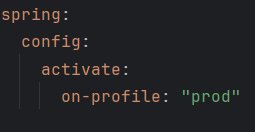 spring:
  config:
    activate:
      on-profile: "prod"